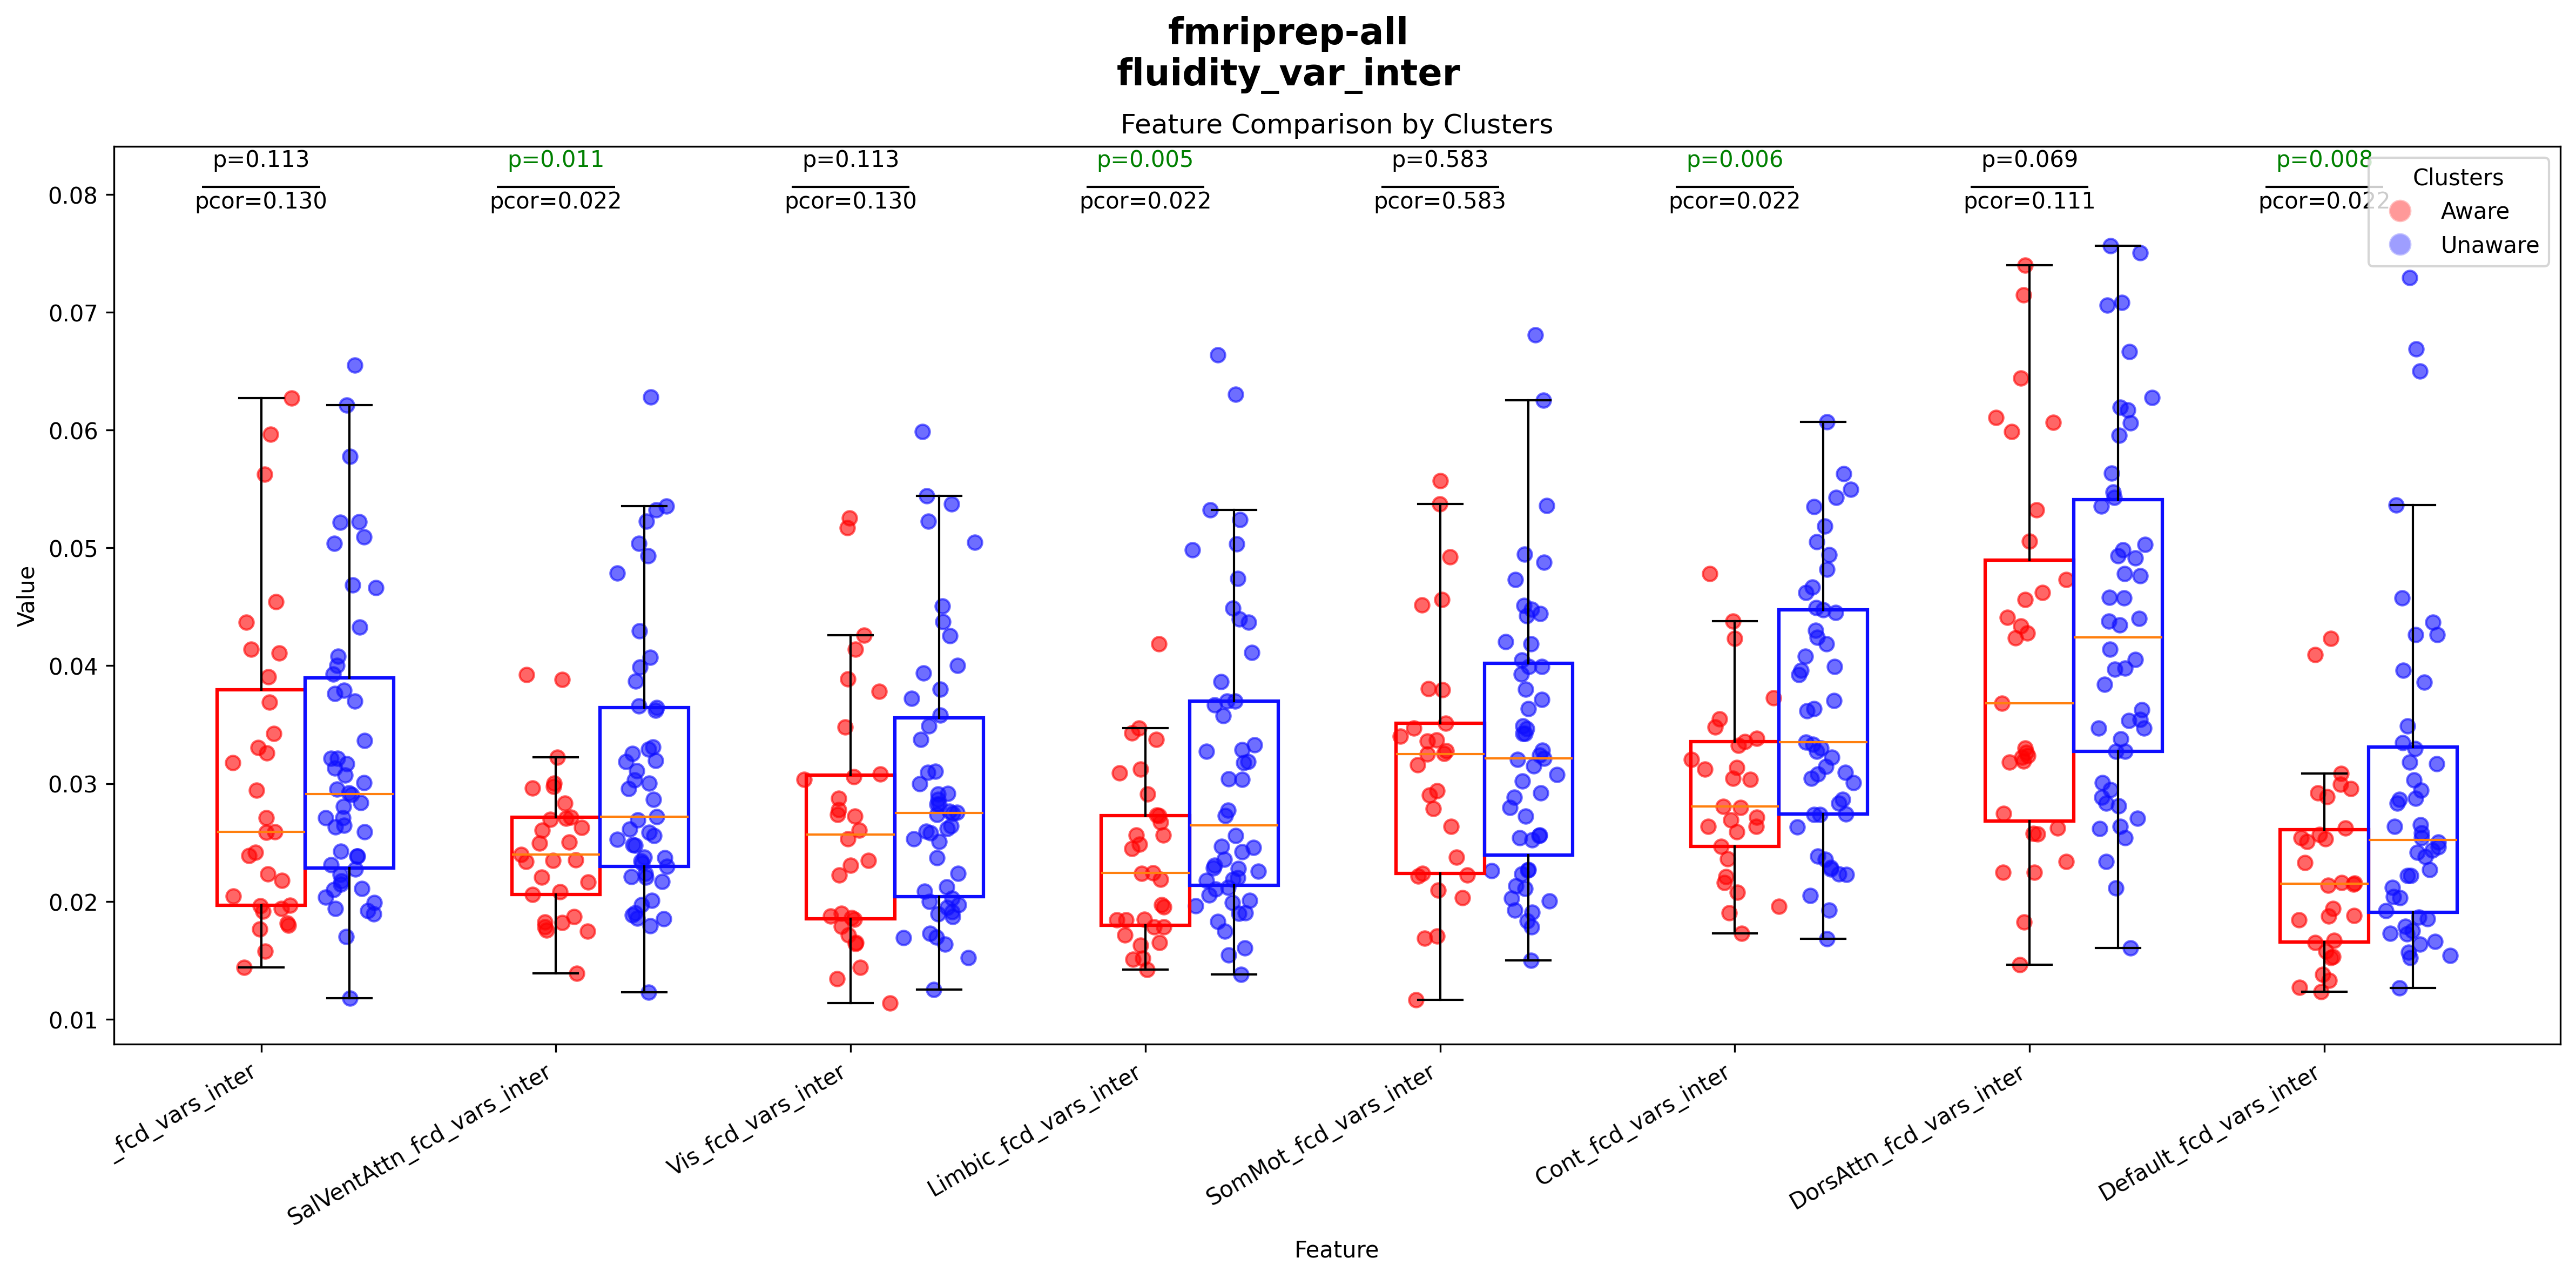 fmriprep-all
fluidity_var_inter
Feature Comparison by Clusters
p=0.113 p=0.011 p=0.113 p=0.005 p=0.583 p=0.006 p=0.069 p=0.008
pcor=0.130 pcor=0.022 pcor=0.130 pcor=0.022 pcor=0.583 pcor=0.022 pcor=0.111 pcor=0.022
Clusters
Aware
Unaware
0.08
0.07
0.06
0.05
0.04
0.03
0.02
0.01
Value
_fcd_vars_inter
SalVentAttn_fcd_vars_inter
Vis_fcd_vars_inter
Limbic_fcd_vars_inter
SomMot_fcd_vars_inter
Cont_fcd_vars_inter
DorsAttn_fcd_vars_inter
Default_fcd_vars_inter
Feature